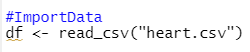 #ImportData
df <- read_csv("heart.csv")